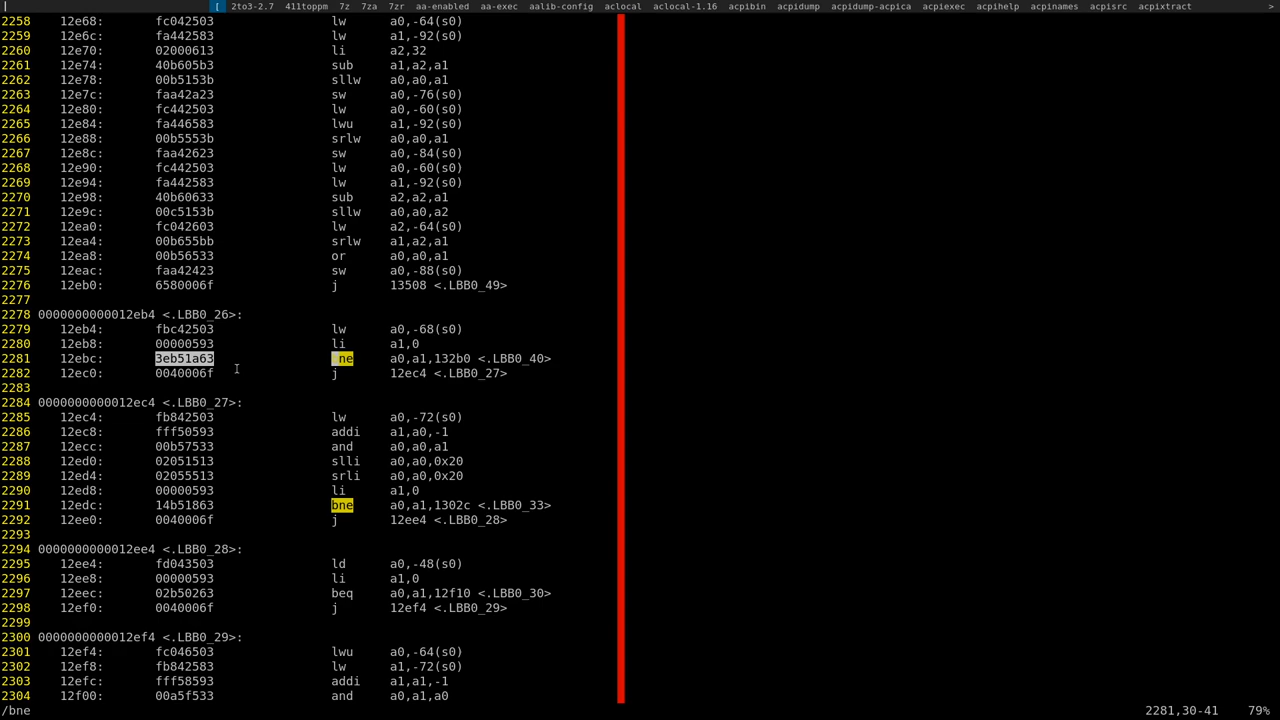 [ 2to3-2.7 411toppm 7z 7za 7zr aa-enabled aa-exec aalib-config aclocal aclocal-1.16 acpibin acpidump acpidump-acpica acpiexec acpihelp acpinames acpisrc acpixtract >
2258 12e68: fc042503 lw a0,-64(s0)
2259 12e6c: fa442583 lw a1,-92(s0)
2260 12e70: 02000613 li a2,32
2261 12e74: 40b605b3 sub a1,a2,a1
2262 12e78: 00b5153b sllw a0,a0,a1
2263 12e7c: faa42a23 sw a0,-76(s0)
2264 12e80: fc442503 lw a0,-60(s0)
2265 12e84: fa446583 lwu a1,-92(s0)
2266 12e88: 00b5553b srlw a0,a0,a1
2267 12e8c: faa42623 sw a0,-84(s0)
2268 12e90: fc442503 lw a0,-60(s0)
2269 12e94: fa442583 lw a1,-92(s0)
2270 12e98: 40b60633 sub a2,a2,a1
2271 12e9c: 00c5153b sllw a0,a0,a2
2272 12ea0: fc042603 lw a2,-64(s0)
2273 12ea4: 00b655bb srlw a1,a2,a1
2274 12ea8: 00b56533 or a0,a0,a1
2275 12eac: faa42423 sw a0,-88(s0)
2276 12eb0: 6580006f j 13508 <.LBB0_49>
2277
2278 0000000000012eb4 <.LBB0_26>:
2279 12eb4: fbc42503 lw a0,-68(s0)
2280 12eb8: 00000593 li a1,0
2281 12ebc: 3eb51a63 ne a0,a1,132b0 <.LBB0_40>
2282 12ec0: 0040006f j 12ec4 <.LBB0_27>
2283
2284 0000000000012ec4 <.LBB0_27>:
2285 12ec4: fb842503 lw a0,-72(s0)
2286 12ec8: fff50593 addi a1,a0,-1
2287 12ecc: 00b57533 and a0,a0,a1
2288 12ed0: 02051513 slli a0,a0,0x20
2289 12ed4: 02055513 srli a0,a0,0x20
2290 12ed8: 00000593 li a1,0
2291 12edc: 14b51863 bne a0,a1,1302c <.LBB0_33>
2292 12ee0: 0040006f j 12ee4 <.LBB0_28>
2293
2294 0000000000012ee4 <.LBB0_28>:
2295 12ee4: fd043503 ld a0,-48(s0)
2296 12ee8: 00000593 li a1,0
2297 12eec: 02b50263 beq a0,a1,12f10 <.LBB0_30>
2298 12ef0: 0040006f j 12ef4 <.LBB0_29>
2299
2300 0000000000012ef4 <.LBB0_29>:
2301 12ef4: fc046503 lwu a0,-64(s0)
2302 12ef8: fb842583 lw a1,-72(s0)
2303 12efc: fff58593 addi a1,a1,-1
2304 12f00: 00a5f533 and a0,a1,a0
/bne 2281,30-41 79%